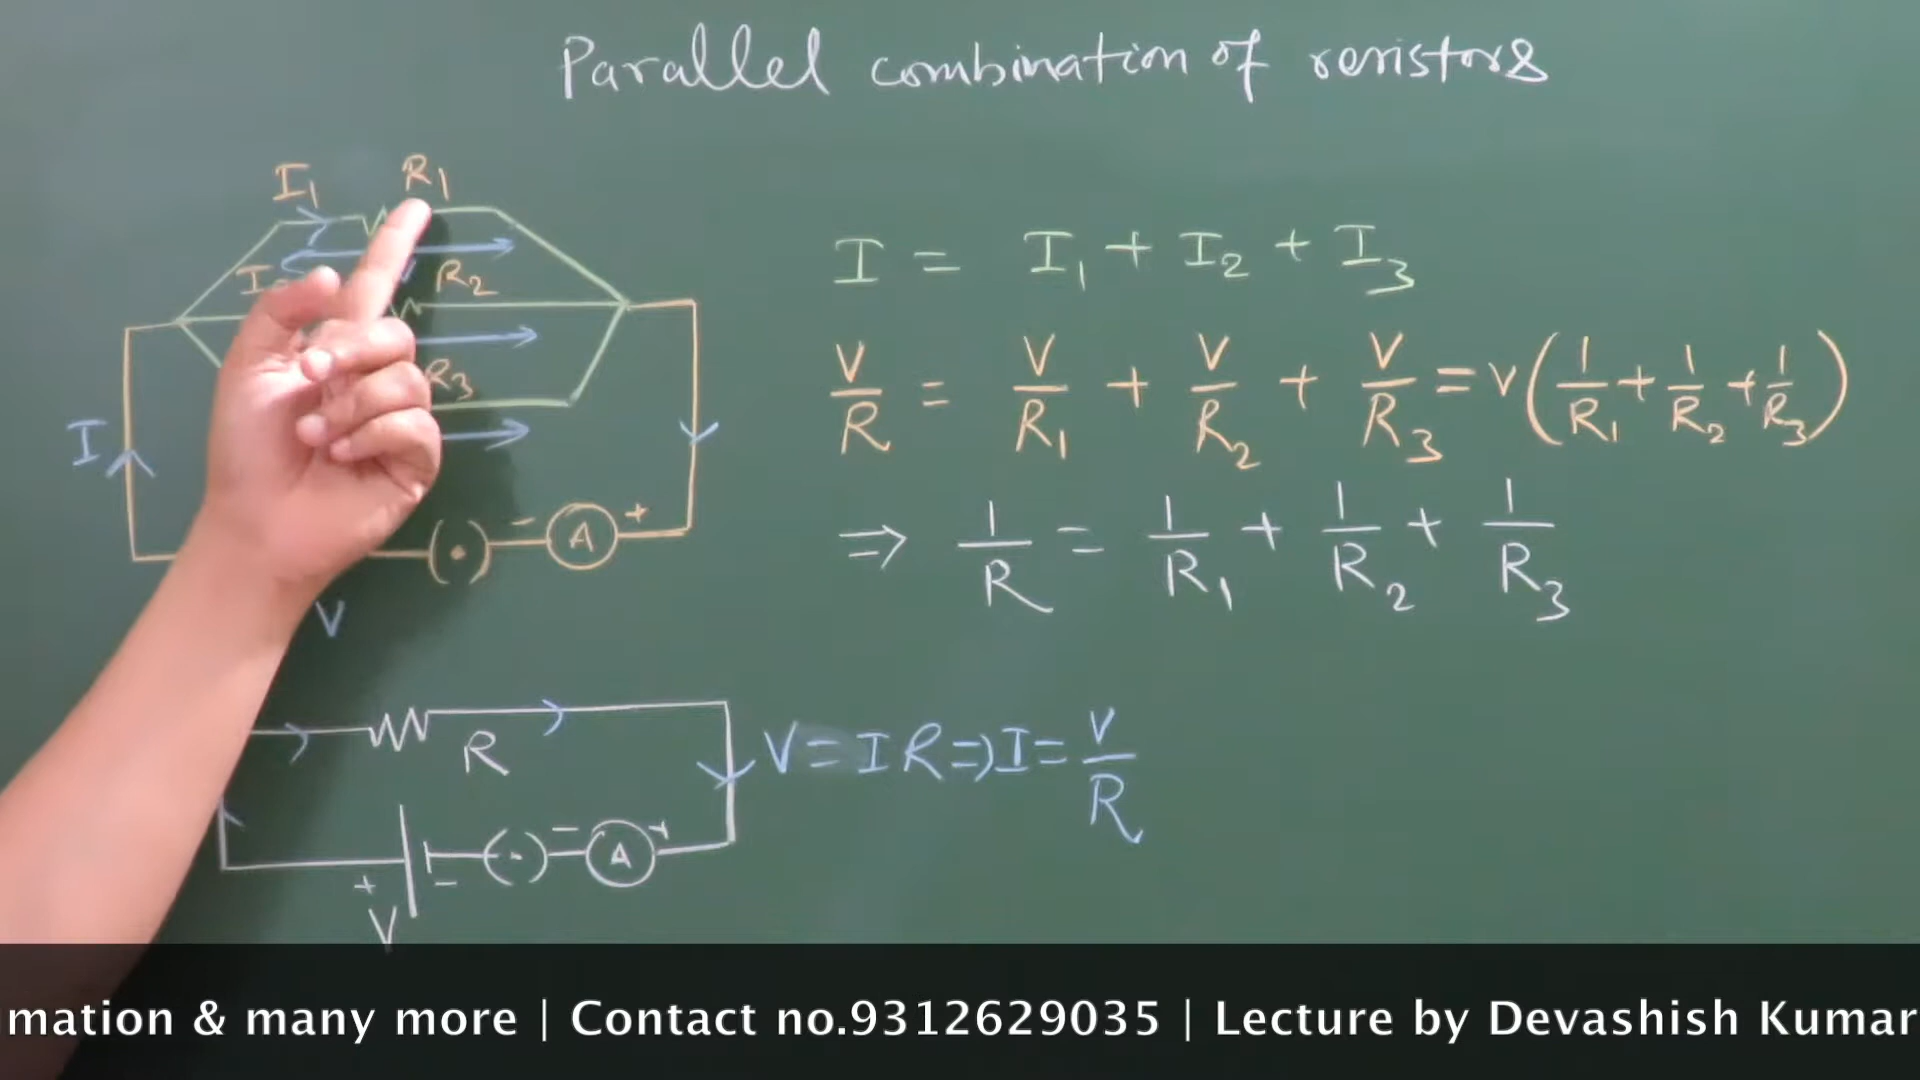 Parallel combination of resistors
I₁ R₁
R₂
R₃
I
- A +
V
I = I₁ + I₂ + I₃
V/R = V/R₁ + V/R₂ + V/R₃ = V(1/R₁ + 1/R₂ + 1/R₃)
⇒ 1/R = 1/R₁ + 1/R₂ + 1/R₃
R
V = IR ⇒ I = V/R
+ - - A +
V
mation & many more | Contact no.9312629035 | Lecture by Devashish Kumar